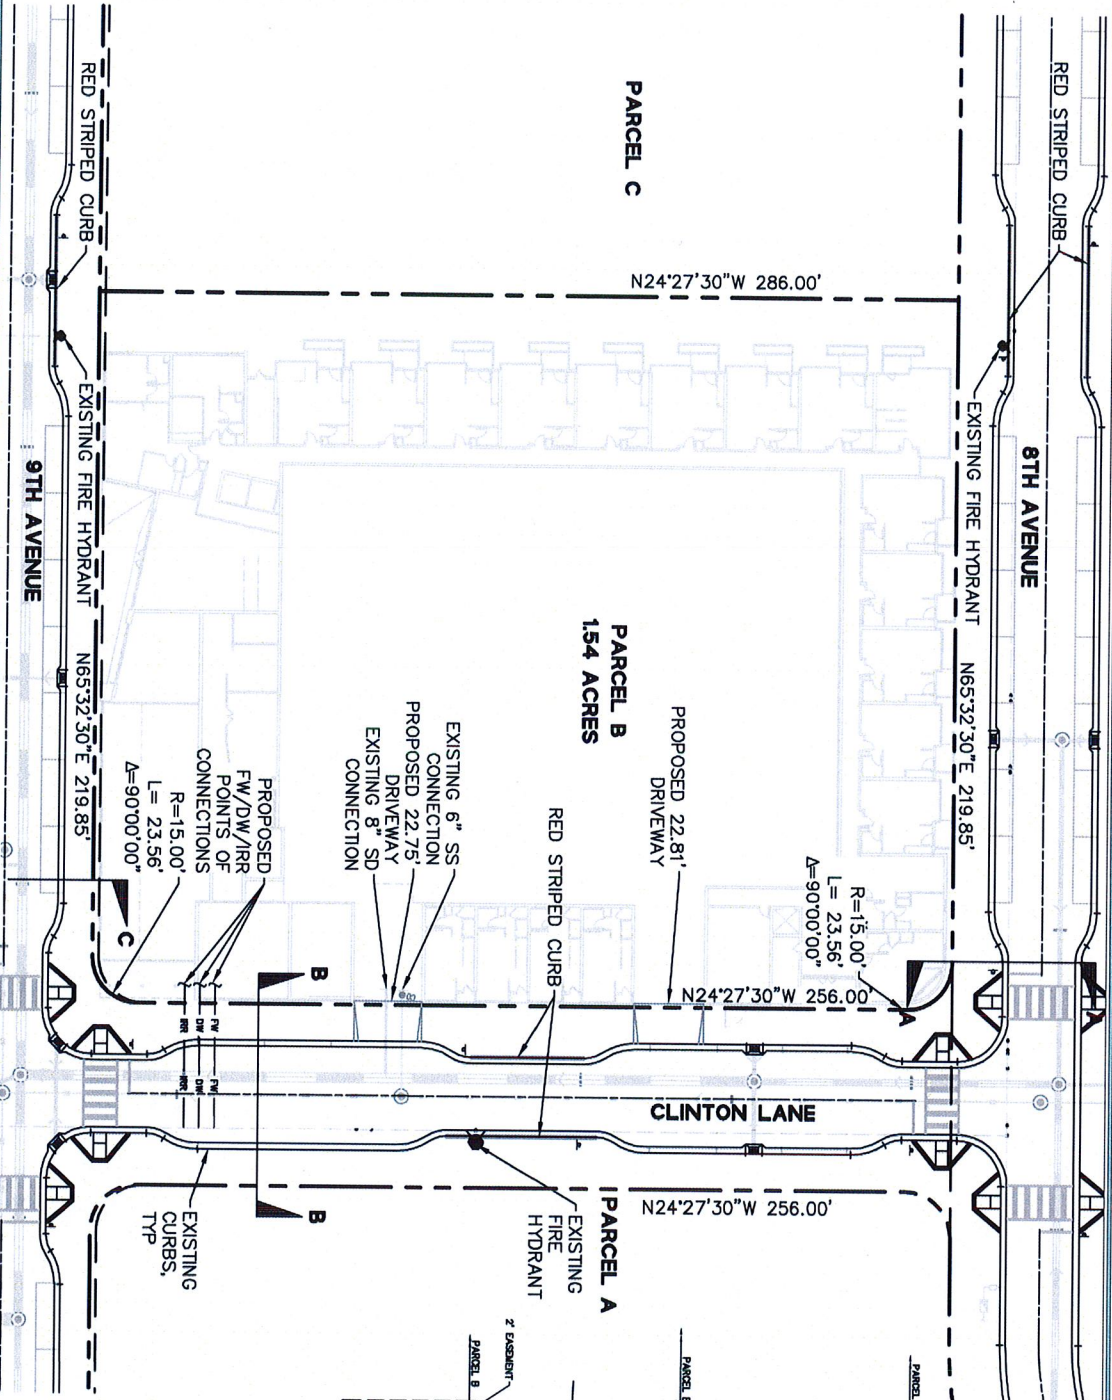 RED STRIPED CURB
8TH AVENUE
EXISTING FIRE HYDRANT
N65°32'30"E 219.85'
PARCEL C
N24°27'30"W 286.00'
PARCEL B
1.54 ACRES
PROPOSED 22.81'
DRIVEWAY
R=15.00'
L= 23.56'
Δ=90°00'00"
A
A
N24°27'30"W 256.00'
RED STRIPED CURB
EXISTING 6" SS
CONNECTION
PROPOSED 22.75'
DRIVEWAY
EXISTING 8" SD
CONNECTION
PROPOSED
FW/DW/IRR
POINTS OF
CONNECTIONS
R=15.00'
L= 23.56'
Δ=90°00'00"
C
B
B
FW
DW
IRR
FW
DW
IRR
CLINTON LANE
RED STRIPED CURB
EXISTING FIRE HYDRANT
9TH AVENUE
N65°32'30"E 219.85'
N24°27'30"W 256.00'
PARCEL A
EXISTING
FIRE
HYDRANT
EXISTING
CURBS,
TYP
2' EASEMENT
PARCEL B
PARCEL B
PARCEL